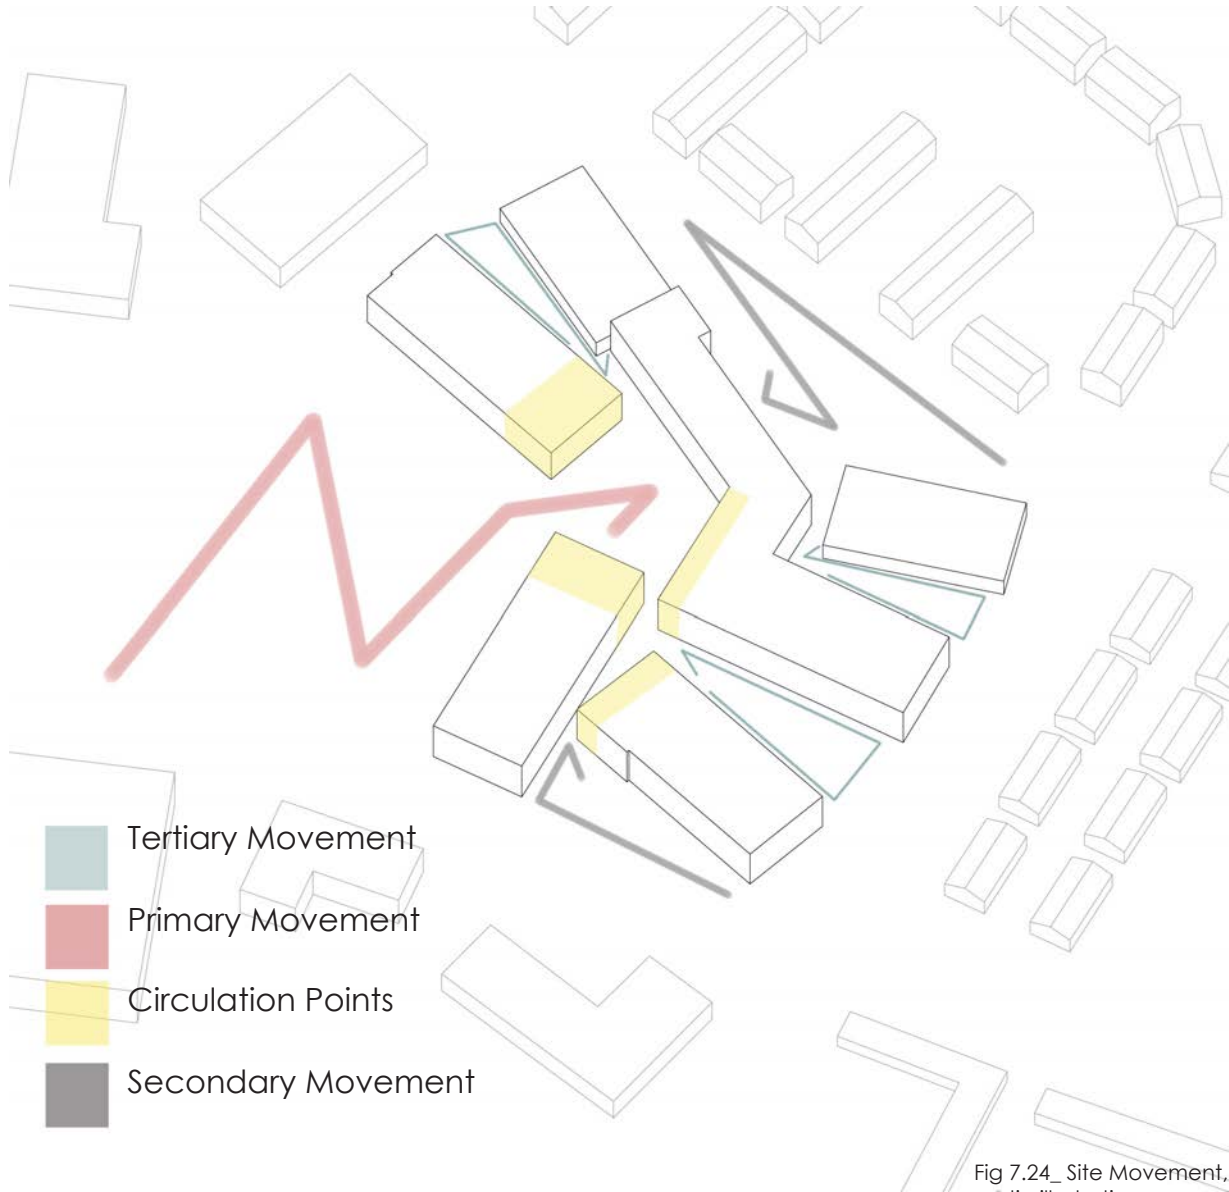 Tertiary Movement
Primary Movement
Circulation Points
Secondary Movement
Fig 7.24_ Site Movement,